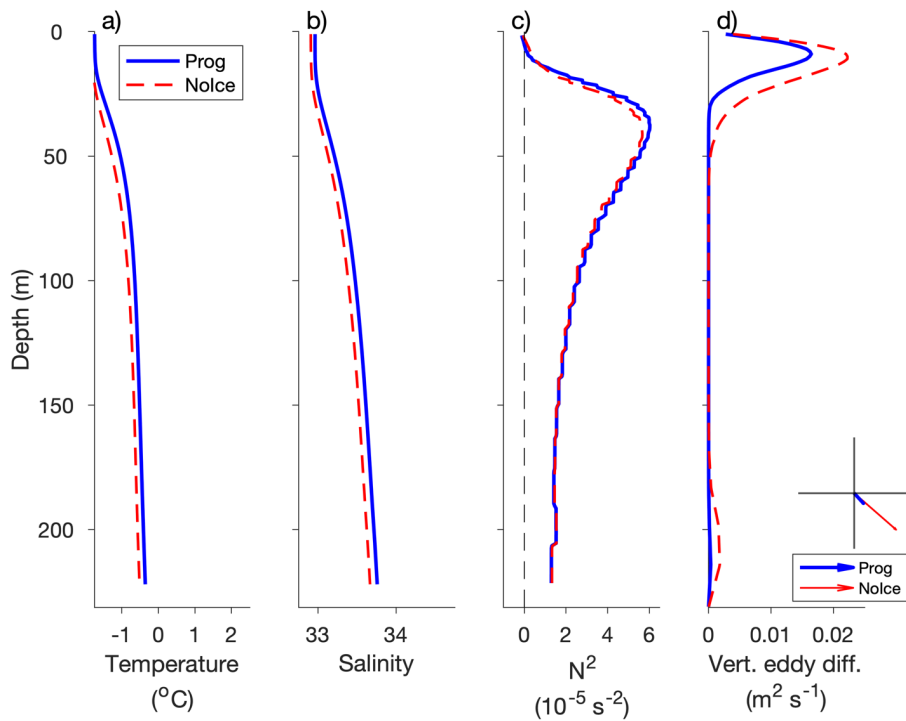 a)
b)
c)
d)
0
50
100
150
200
Depth (m)
Prog
NoIce
-1
0
1
2
Temperature
(°C)
33
34
Salinity
0
2
4
6
N²
(10⁻⁵ s⁻²)
0
0.01
0.02
Vert. eddy diff.
(m² s⁻¹)
Prog
NoIce